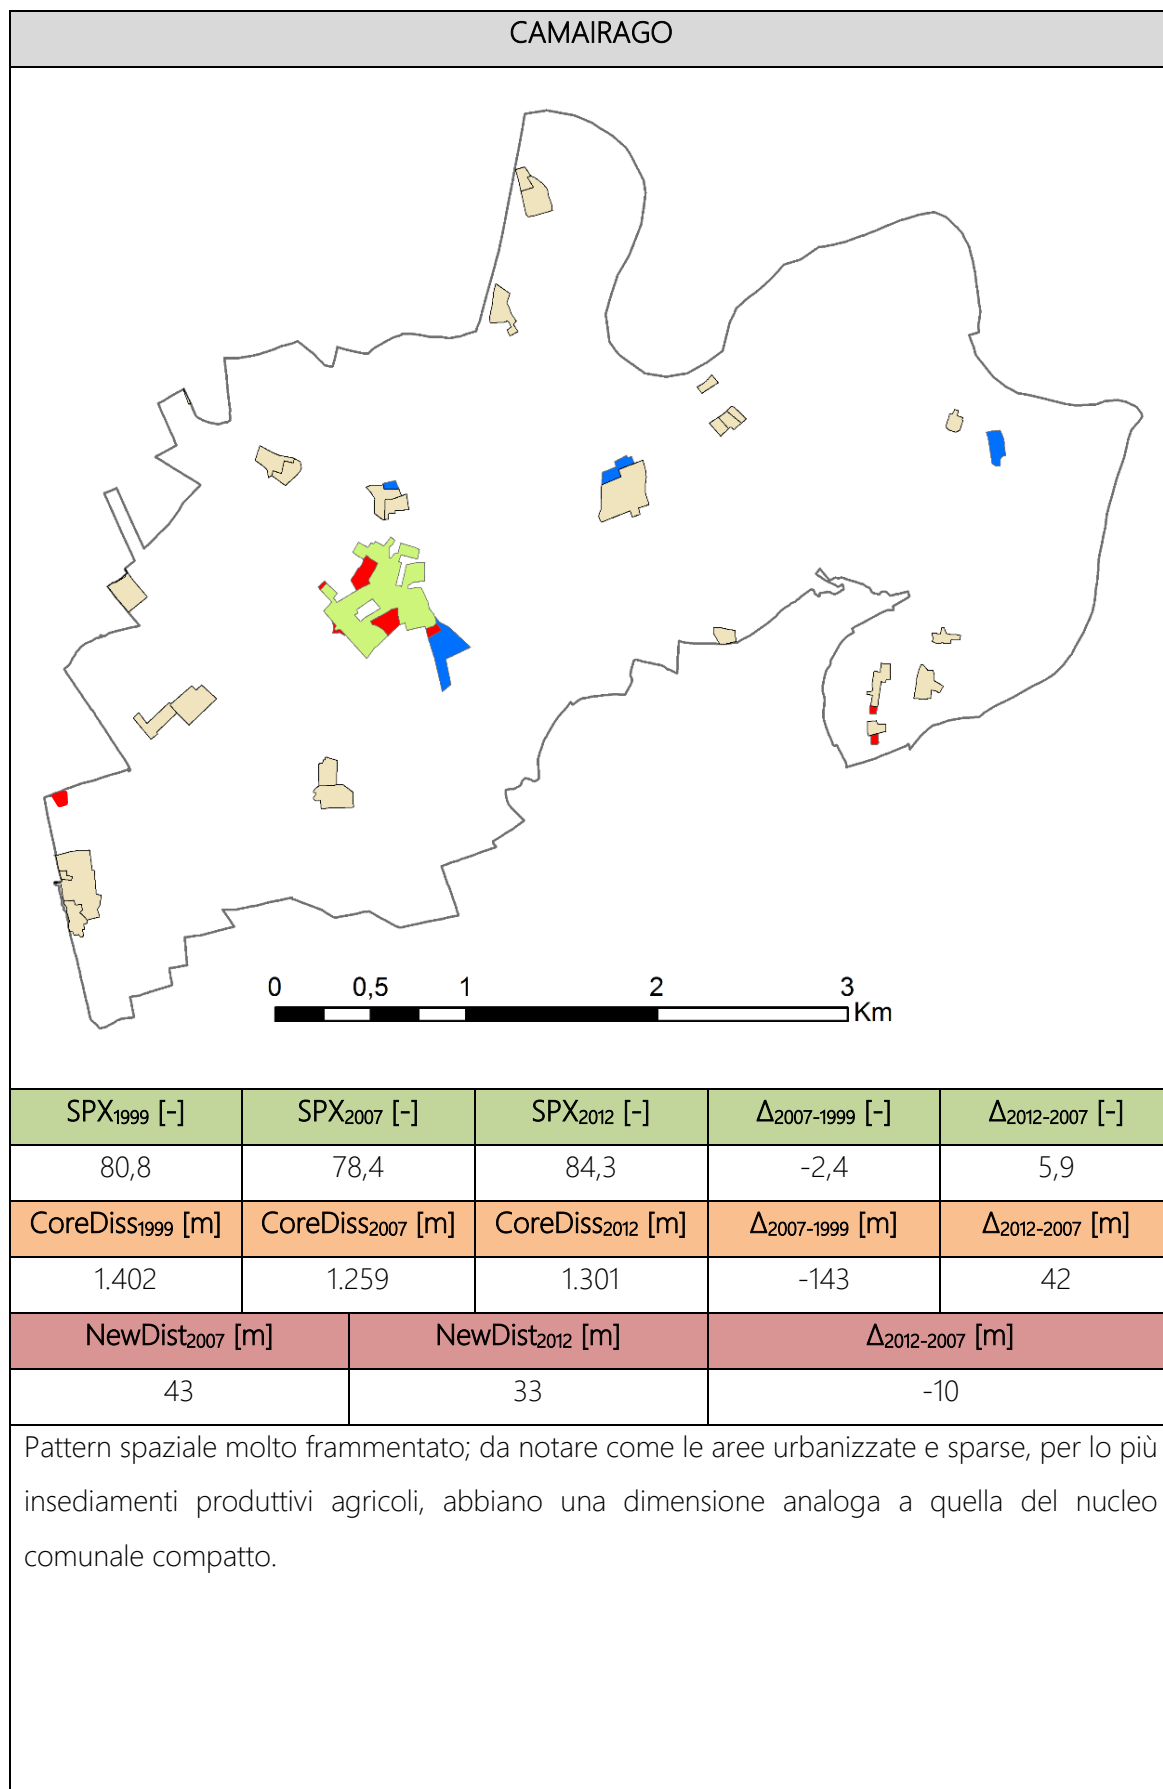 CAMAIRAGO
0 0,5 1 2 3
Km
SPX1999 [-] SPX2007 [-] SPX2012 [-] Δ2007-1999 [-] Δ2012-2007 [-]
80,8 78,4 84,3 -2,4 5,9
CoreDiss1999 [m] CoreDiss2007 [m] CoreDiss2012 [m] Δ2007-1999 [m] Δ2012-2007 [m]
1.402 1.259 1.301 -143 42
NewDist2007 [m] NewDist2012 [m] Δ2012-2007 [m]
43 33 -10
Pattern spaziale molto frammentato; da notare come le aree urbanizzate e sparse, per lo più
insediamenti produttivi agricoli, abbiano una dimensione analoga a quella del nucleo
comunale compatto.